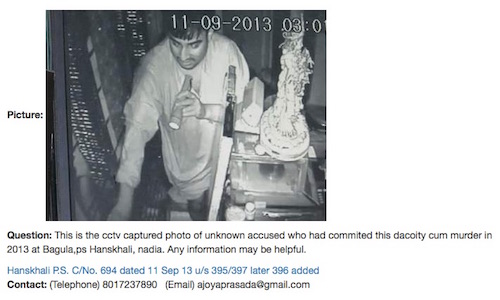 11-09-2013 03:01
Picture:
Question: This is the cctv captured photo of unknown accused who had commited this dacoity cum murder in
2013 at Bagula,ps Hanskhali, nadia. Any information may be helpful.
Hanskhali P.S. C/No. 694 dated 11 Sep 13 u/s 395/397 later 396 added
Contact: (Telephone) 8017237890 (Email) ajoyaprasada@gmail.com